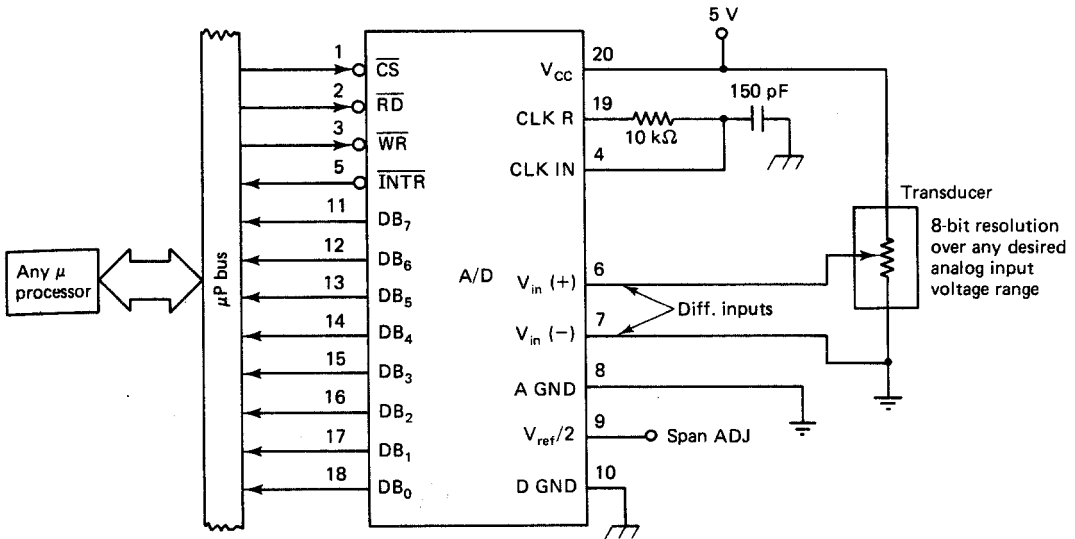 5 V
1
CS
2
RD
3
WR
5
INTR
11
DB7
12
DB6
13
DB5
14
DB4
15
DB3
16
DB2
17
DB1
18
DB0
Any μ
processor
μP bus
A/D
20
VCC
19
CLK R
10 kΩ
150 pF
4
CLK IN
6
Vin (+)
Diff. inputs
7
Vin (−)
8
A GND
9
Vref/2
Span ADJ
10
D GND
Transducer
8-bit resolution
over any desired
analog input
voltage range